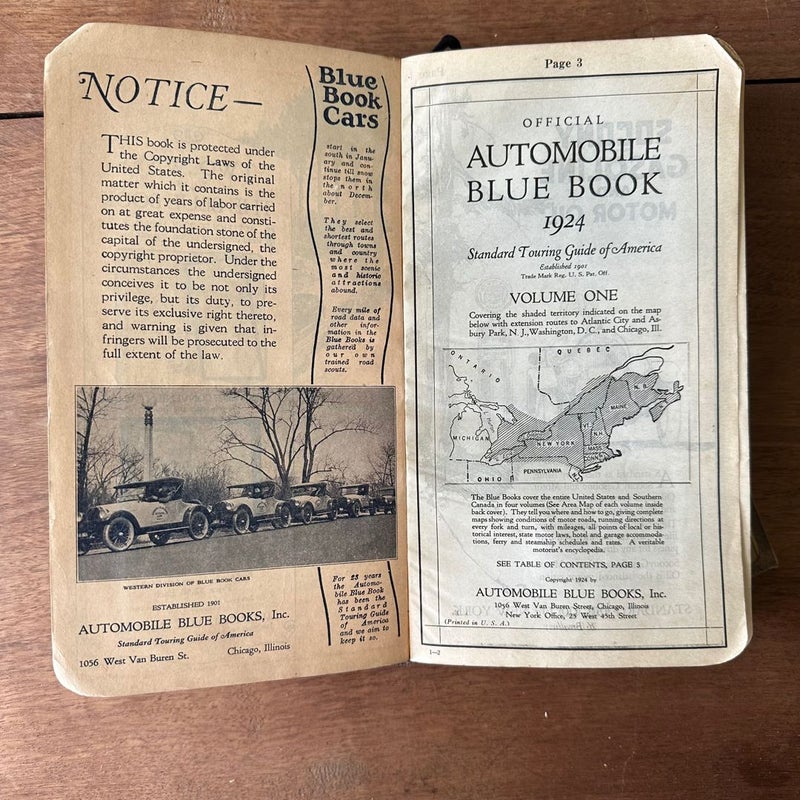 NOTICE—
THIS book is protected under
the Copyright Laws of the
United States. The original
matter which it contains is the
product of years of labor carried
on at great expense and consti-
tutes the foundation stone of the
capital of the undersigned, the
copyright proprietor. Under the
circumstances the undersigned
conceives it to be not only its
privilege, but its duty, to pre-
serve its exclusive right thereto,
and warning is given that in-
fringers will be prosecuted to the
full extent of the law.
Blue
Book
Cars
start in the
south in Janu-
ary and con-
tinue till snow
stops them in
the north
about Decem-
ber.
They select
the best and
shortest routes
through towns
and country
where the
most scenic
and historic
attractions
abound.
Every mile of
road data and
other infor-
mation in the
Blue Books is
gathered by
our own
trained road
scouts.
WESTERN DIVISION OF BLUE BOOK CARS
ESTABLISHED 1901
AUTOMOBILE BLUE BOOKS, Inc.
Standard Touring Guide of America
1056 West Van Buren St. Chicago, Illinois
For 23 years
the Automo-
bile Blue Book
has been the
Standard
Touring Guide
of America
and we aim to
keep it so.
Page 3
OFFICIAL
AUTOMOBILE
BLUE BOOK
1924
Standard Touring Guide of America
Established 1901
Trade Mark Reg. U. S. Pat. Off.
VOLUME ONE
Covering the shaded territory indicated on the map
below with extension routes to Atlantic City and As-
bury Park, N. J., Washington, D. C., and Chicago, Ill.
ONTARIO
QUEBEC
N. B.
MAINE
MICHIGAN
VT.
N.H.
NEW YORK
MASS
CONN
PENNSYLVANIA
OHIO
The Blue Books cover the entire United States and Southern
Canada in four volumes (See Area Map of each volume inside
back cover). They tell you where and how to go, giving complete
maps showing conditions of motor roads, running directions at
every fork and turn, with mileages, all points of local or his-
torical interest, state motor laws, hotel and garage accommoda-
tions, ferry and steamship schedules and rates. A veritable
motorist's encyclopedia.
SEE TABLE OF CONTENTS, PAGE 5
Copyright 1924 by
AUTOMOBILE BLUE BOOKS, INC.
1056 West Van Buren Street, Chicago, Illinois
New York Office, 25 West 45th Street
(Printed in U. S. A.)
1—2